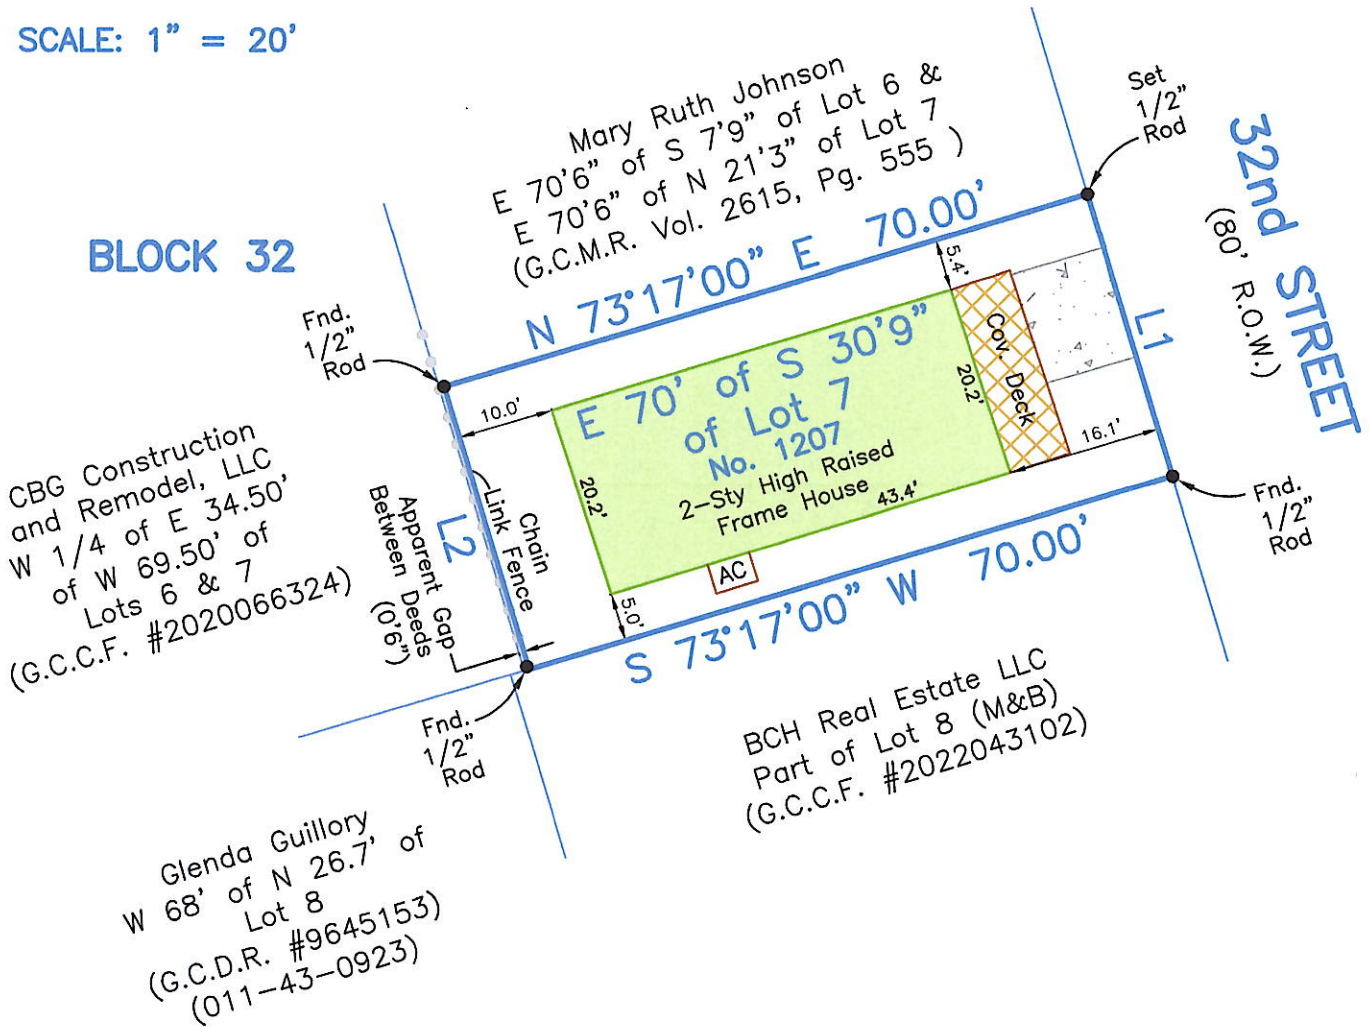 SCALE: 1" = 20'
Mary Ruth Johnson
E 70'6" of S 7'9" of Lot 6 &
E 70'6" of N 21'3" of Lot 7
(G.C.M.R. Vol. 2615, Pg. 555 )
Set
1/2"
Rod
32nd STREET
(80' R.O.W.)
BLOCK 32
N 73°17'00" E 70.00'
Fnd.
1/2"
Rod
5.4'
L1
Cov. Deck
10.0'
E 70' of S 30'9"
of Lot 7
No. 1207
2-Sty High Raised
Frame House
20.2'
20.2'
43.4'
16.1'
CBG Construction
and Remodel, LLC
W 1/4 of E 34.50'
of W 69.50' of
Lots 6 & 7
(G.C.C.F. #2020066324)
Apparent Gap
Between Deeds
(0'6")
L2
Chain
Link Fence
AC
5.0'
S 73°17'00" W 70.00'
Fnd.
1/2"
Rod
Fnd.
1/2"
Rod
BCH Real Estate LLC
Part of Lot 8 (M&B)
(G.C.C.F. #2022043102)
Glenda Guillory
W 68' of N 26.7' of
Lot 8
(G.C.D.R. #9645153)
(011-43-0923)